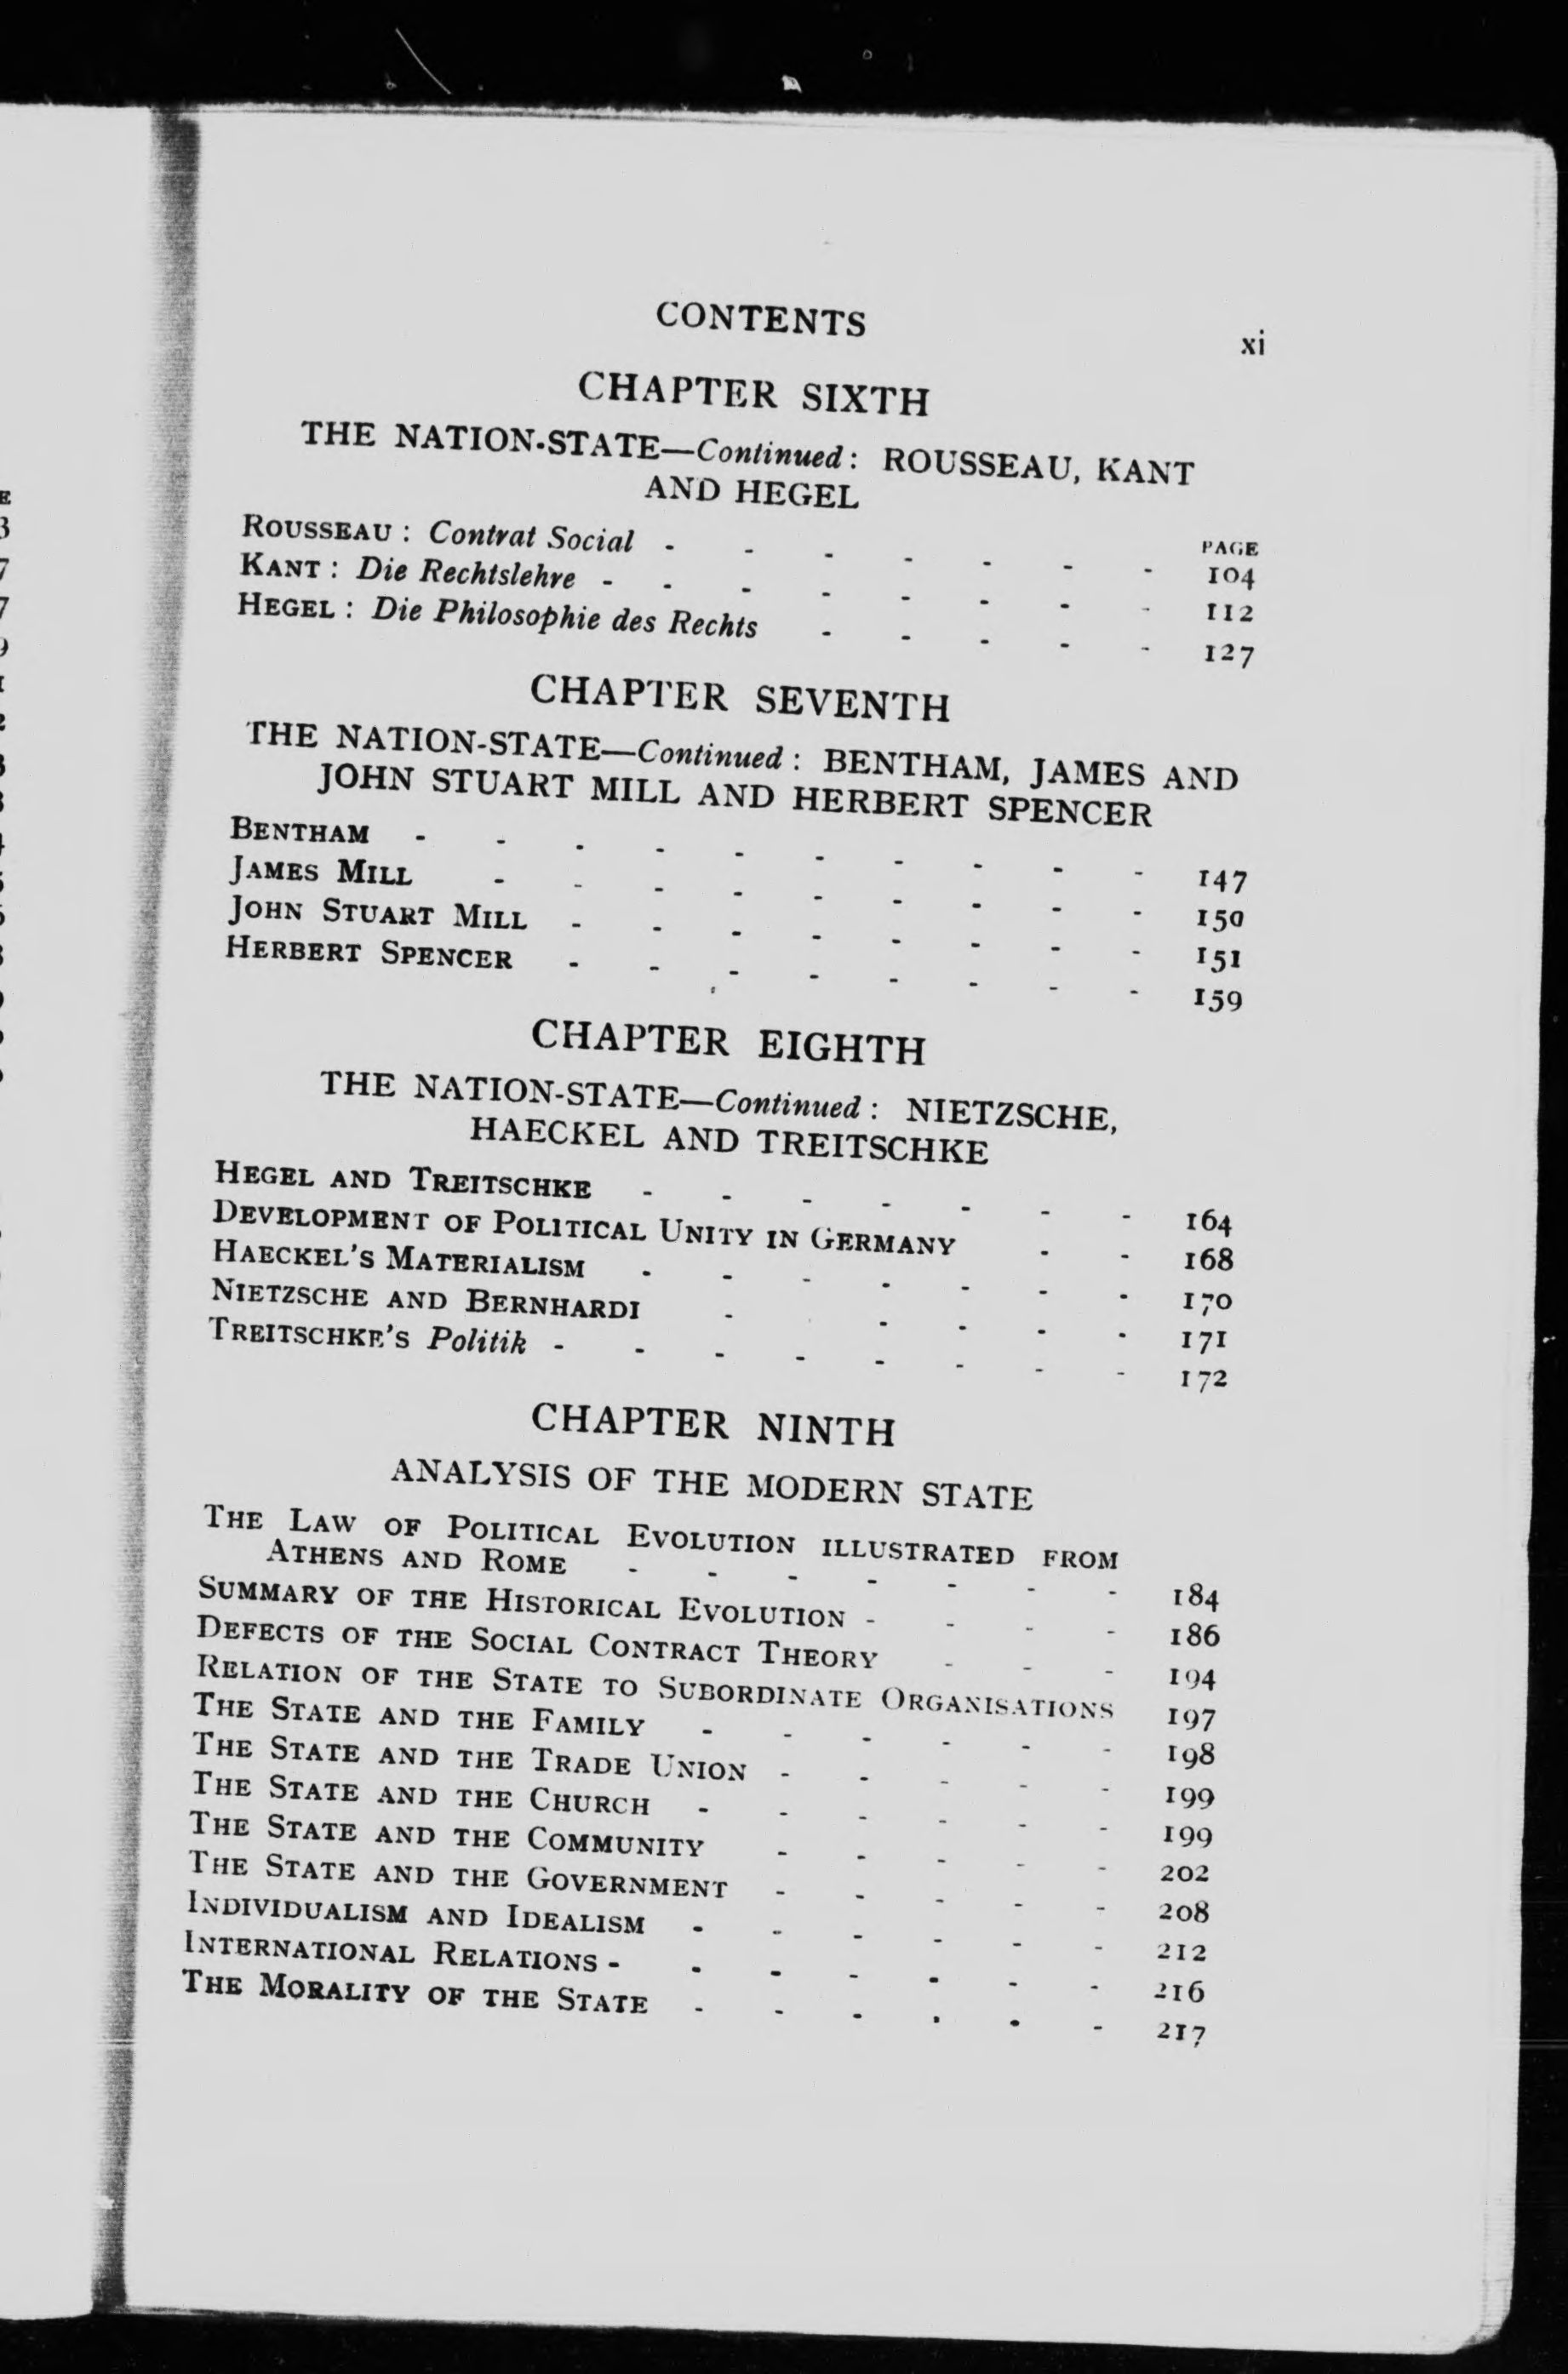 CONTENTS xi
CHAPTER SIXTH
THE NATION-STATE—Continued: ROUSSEAU, KANT
AND HEGEL
PAGE
ROUSSEAU : Contrat Social - - - - - - - 104
KANT : Die Rechtslehre - - - - - - - - 112
HEGEL : Die Philosophie des Rechts - - - - - 127
CHAPTER SEVENTH
THE NATION-STATE—Continued : BENTHAM, JAMES AND
JOHN STUART MILL AND HERBERT SPENCER
BENTHAM - - - - - - - - - - 147
JAMES MILL - - - - - - - - - 150
JOHN STUART MILL - - - - - - - - 151
HERBERT SPENCER - - - - - - - - 159
CHAPTER EIGHTH
THE NATION-STATE—Continued : NIETZSCHE,
HAECKEL AND TREITSCHKE
HEGEL AND TREITSCHKE - - - - - - - 164
DEVELOPMENT OF POLITICAL UNITY IN GERMANY - - 168
HAECKEL'S MATERIALISM - - - - - - - 170
NIETZSCHE AND BERNHARDI - - - - - 171
TREITSCHKE'S Politik - - - - - - - - 172
CHAPTER NINTH
ANALYSIS OF THE MODERN STATE
THE LAW OF POLITICAL EVOLUTION ILLUSTRATED FROM
ATHENS AND ROME - - - - - - - 184
SUMMARY OF THE HISTORICAL EVOLUTION - - - - 186
DEFECTS OF THE SOCIAL CONTRACT THEORY - - - 194
RELATION OF THE STATE TO SUBORDINATE ORGANISATIONS 197
THE STATE AND THE FAMILY - - - - - - 198
THE STATE AND THE TRADE UNION - - - - - 199
THE STATE AND THE CHURCH - - - - - - 199
THE STATE AND THE COMMUNITY - - - - - 202
THE STATE AND THE GOVERNMENT - - - - - 208
INDIVIDUALISM AND IDEALISM - - - - - - 212
INTERNATIONAL RELATIONS - - - - - - - 216
THE MORALITY OF THE STATE - - - - - - 217